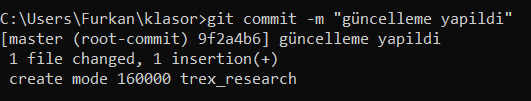 C:\Users\Furkan\klasor>git commit -m "güncelleme yapildi"
[master (root-commit) 9f2a4b6] güncelleme yapildi
 1 file changed, 1 insertion(+)
 create mode 160000 trex_research